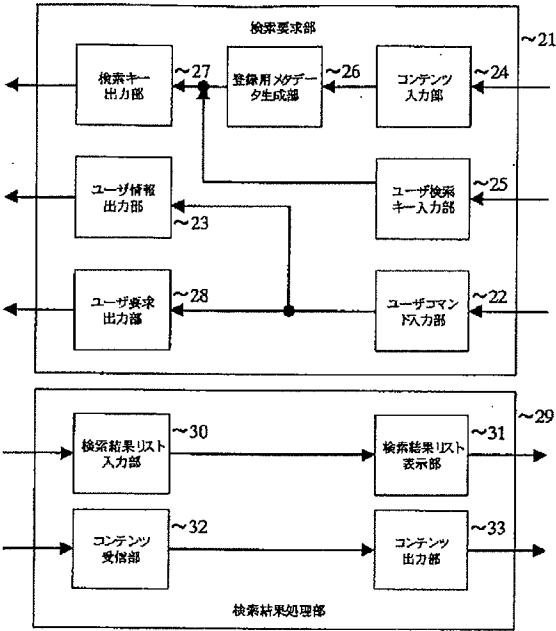 検索要求部
~21
検索キー
出力部
~27
登録用メタデー
タ生成部
~26
コンテンツ
入力部
~24
ユーザ情報
出力部
~23
ユーザ検索
キー入力部
~25
ユーザ要求
出力部
~28
ユーザコマン
ド入力部
~22
~29
検索結果リスト
入力部
~30
検索結果リスト
表示部
~31
コンテンツ
受信部
~32
コンテンツ
出力部
~33
検索結果処理部